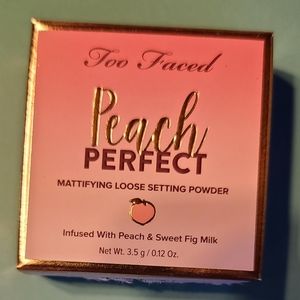 Too Faced
Peach
PERFECT
MATTIFYING LOOSE SETTING POWDER
Infused With Peach & Sweet Fig Milk
Net Wt. 3.5 g / 0.12 Oz.